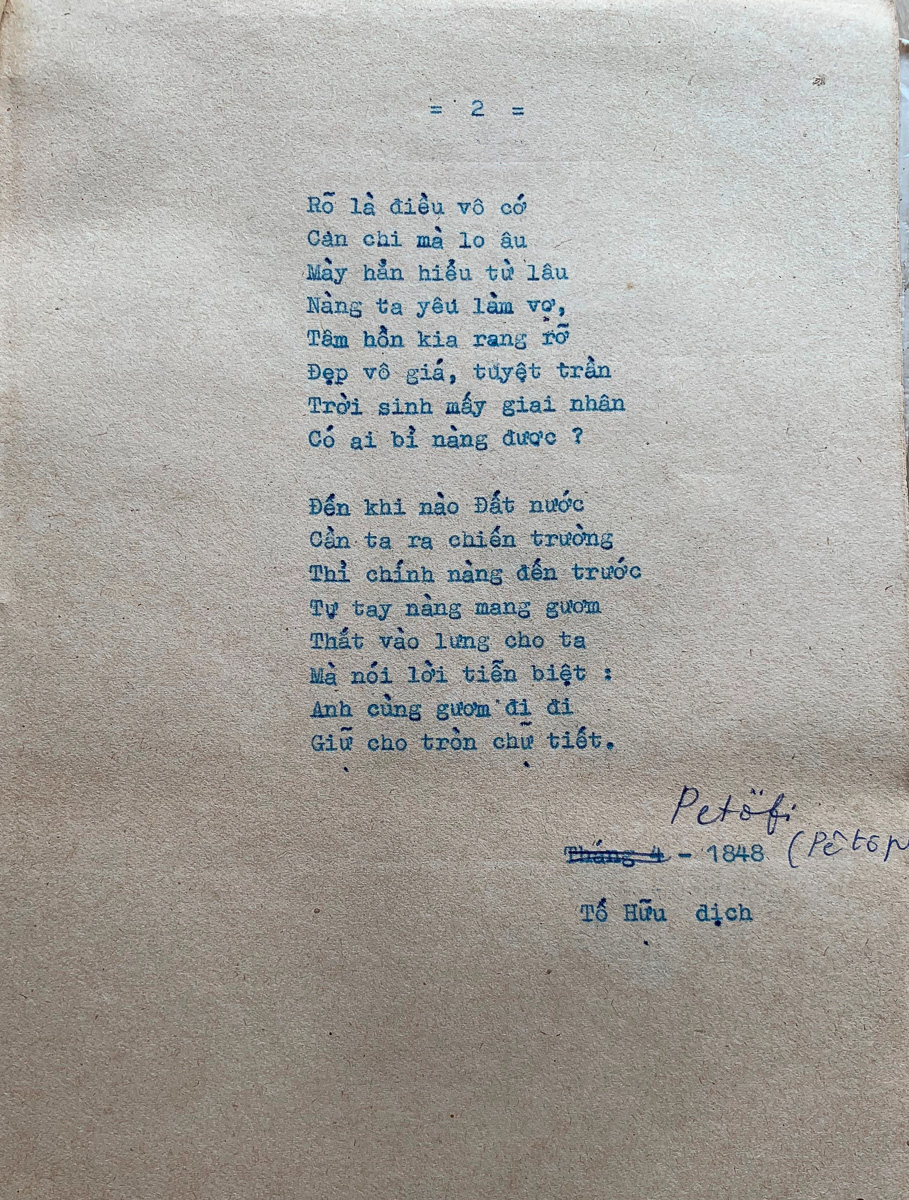 = 2 =
Rõ là điều vô cớ
Càn chi mà lo âu
Mày hẳn hiểu từ lâu
Nàng ta yêu làm vợ,
Tâm hồn kia rạng rỡ
Đẹp vô giá, tuyệt trần
Trời sinh mấy giai nhân
Có ai bì nàng được ?
Đến khi nào Đất nước
Cần ta ra chiến trường
Thì chính nàng đến trước
Tự tay nàng mang gươm
Thắt vào lưng cho ta
Mà nói lời tiễn biệt :
Anh cùng gươm đi đi
Giữ cho tròn chữ tiết.
Petöfi
Tháng 4 - 1848 (Pêtôp
Tố Hữu dịch